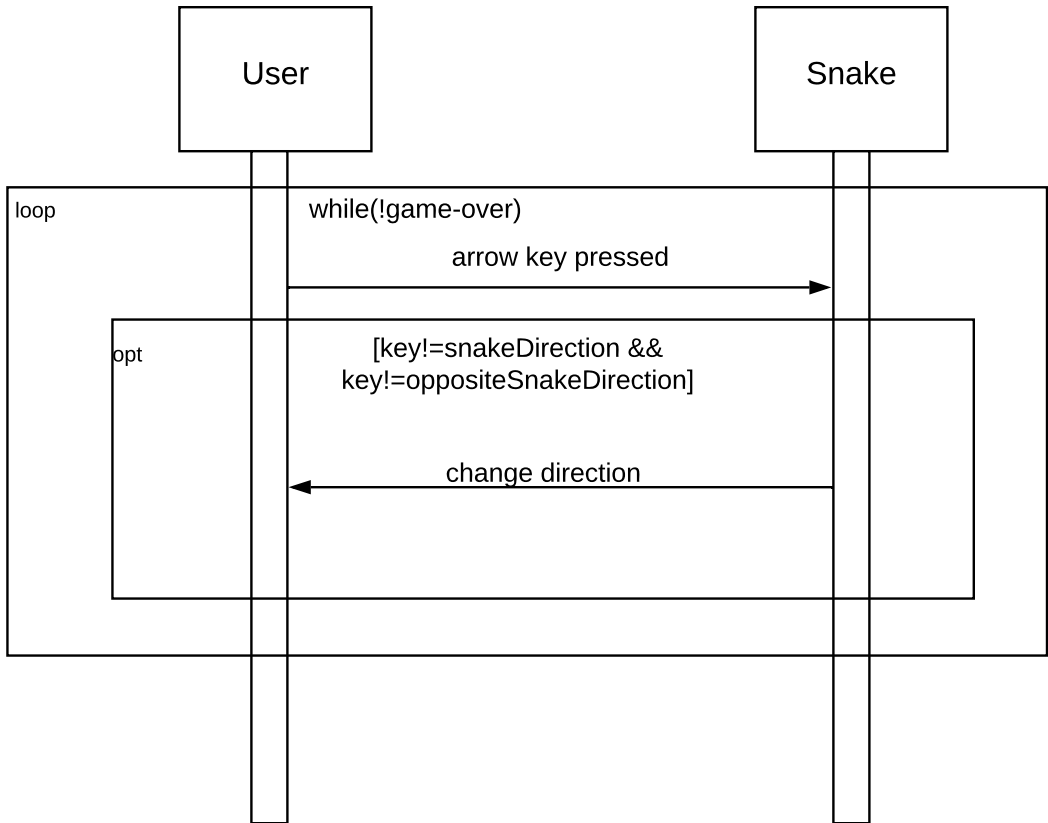 User
Snake
loop
while(!game-over)
arrow key pressed
opt
[key!=snakeDirection &&
key!=oppositeSnakeDirection]
change direction